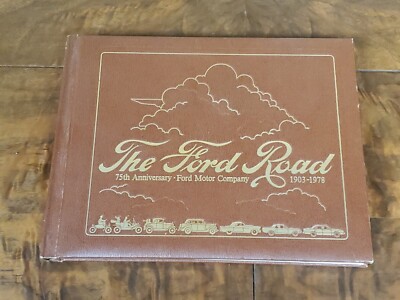 The Ford Road
75th Anniversary · Ford Motor Company 1903-1978